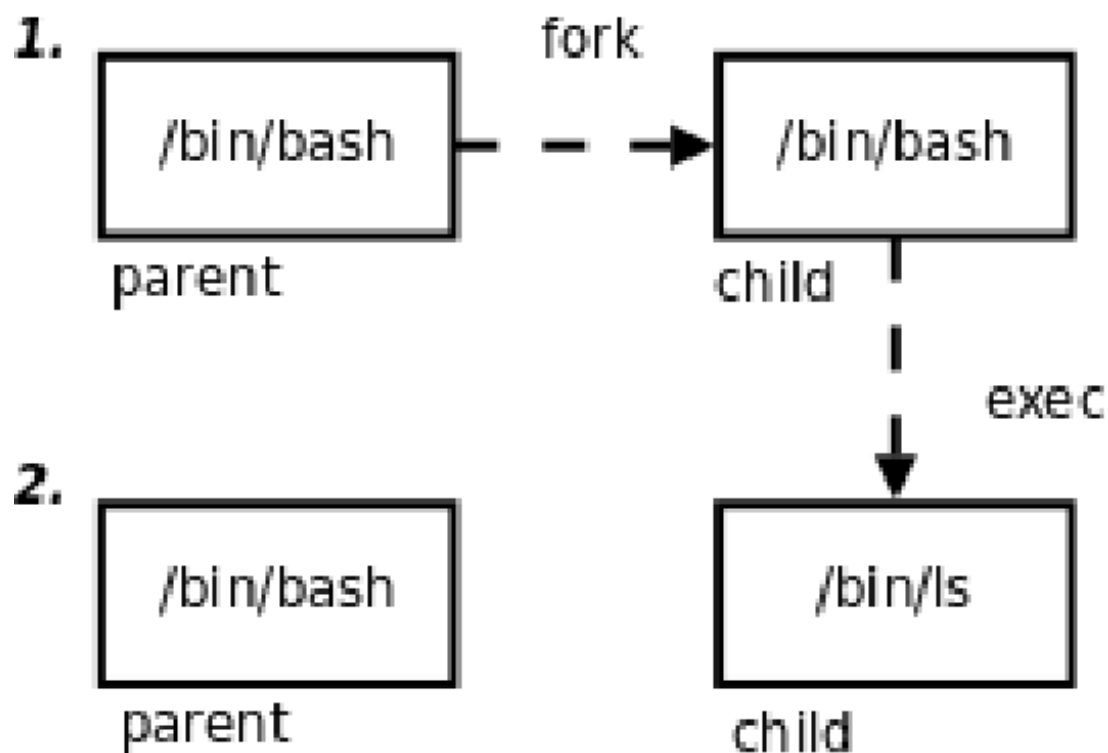 1.
fork
/bin/bash
/bin/bash
parent
child
exec
2.
/bin/bash
/bin/ls
parent
child